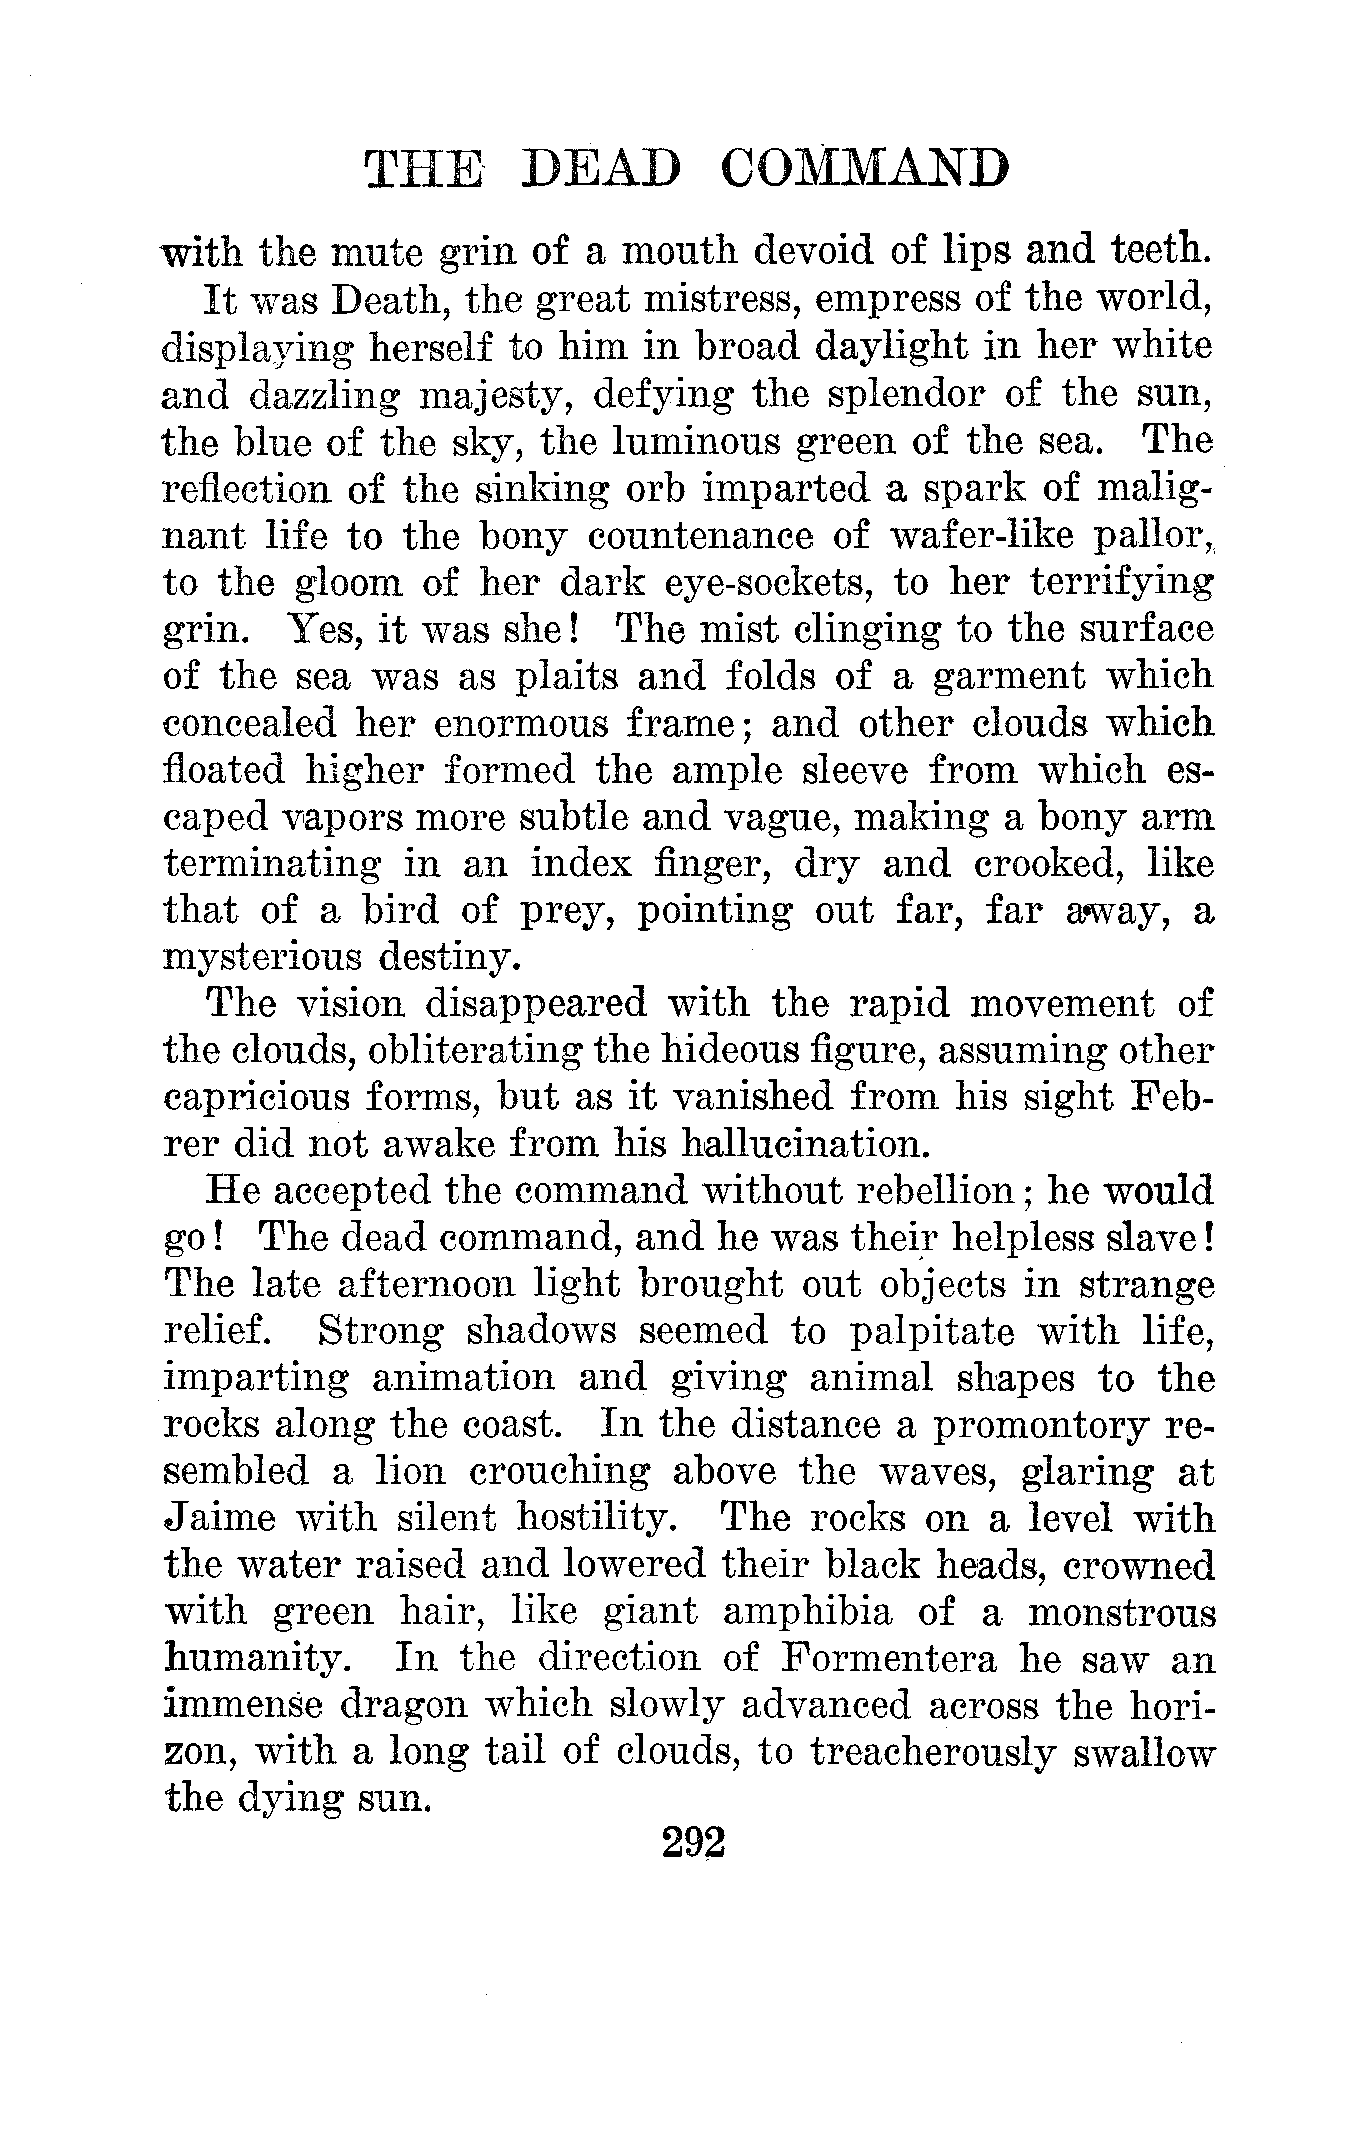 THE DEAD COMMAND
with the mute grin of a mouth devoid of lips and teeth.
It was Death, the great mistress, empress of the world,
displaying herself to him in broad daylight in her white
and dazzling majesty, defying the splendor of the sun,
the blue of the sky, the luminous green of the sea. The
reflection of the sinking orb imparted a spark of malig-
nant life to the bony countenance of wafer-like pallor,
to the gloom of her dark eye-sockets, to her terrifying
grin. Yes, it was she! The mist clinging to the surface
of the sea was as plaits and folds of a garment which
concealed her enormous frame; and other clouds which
floated higher formed the ample sleeve from which es-
caped vapors more subtle and vague, making a bony arm
terminating in an index finger, dry and crooked, like
that of a bird of prey, pointing out far, far away, a
mysterious destiny.
The vision disappeared with the rapid movement of
the clouds, obliterating the hideous figure, assuming other
capricious forms, but as it vanished from his sight Feb-
rer did not awake from his hallucination.
He accepted the command without rebellion; he would
go! The dead command, and he was their helpless slave!
The late afternoon light brought out objects in strange
relief. Strong shadows seemed to palpitate with life,
imparting animation and giving animal shapes to the
rocks along the coast. In the distance a promontory re-
sembled a lion crouching above the waves, glaring at
Jaime with silent hostility. The rocks on a level with
the water raised and lowered their black heads, crowned
with green hair, like giant amphibia of a monstrous
humanity. In the direction of Formentera he saw an
immense dragon which slowly advanced across the hori-
zon, with a long tail of clouds, to treacherously swallow
the dying sun.
292